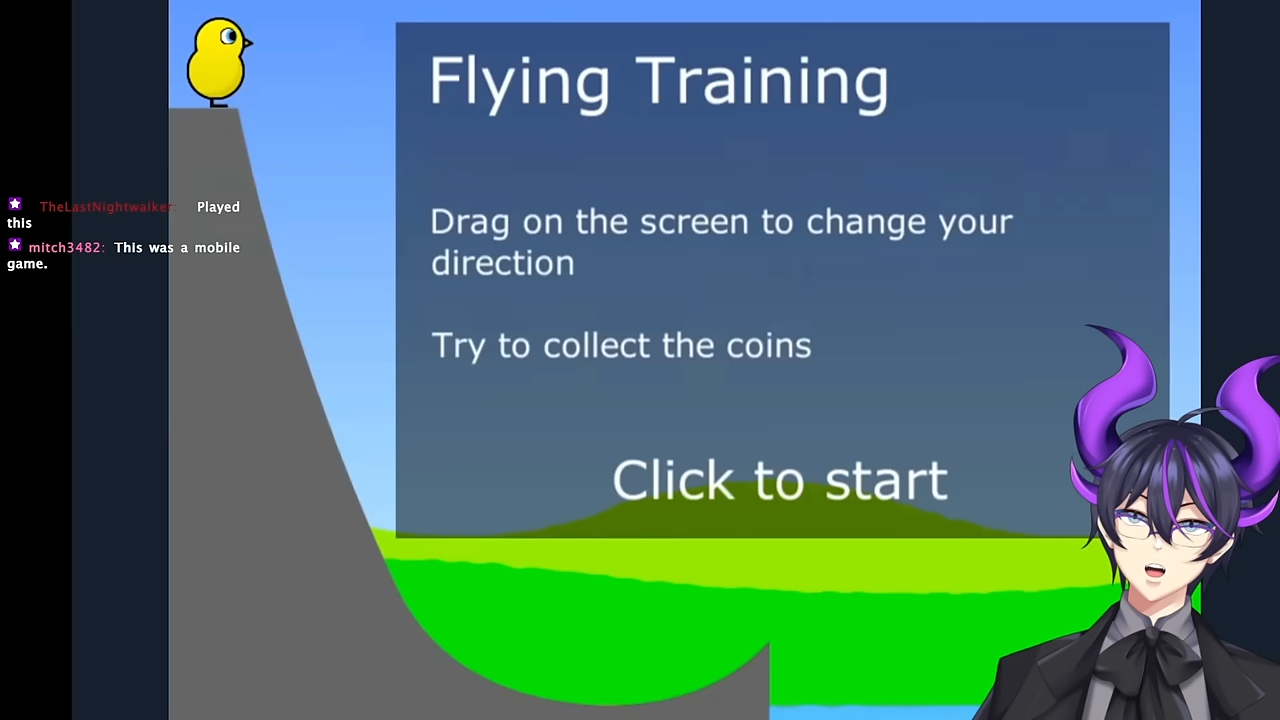 Flying Training
Drag on the screen to change your
direction
Try to collect the coins
Click to start
TheLastNightwalker: Played
this
mitch3482: This was a mobile
game.